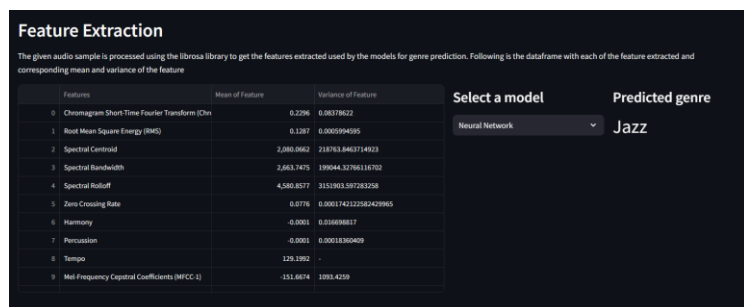 Feature Extraction
The given audio sample is processed using the librosa library to get the features extracted used by the models for genre prediction. Following is the dataframe with each of the feature extracted and
corresponding mean and variance of the feature
Features Mean of Feature Variance of Feature
0 Chromagram Short-Time Fourier Transform (Chr
0.2296 0.08378622
1 Root Mean Square Energy (RMS) 0.1287 0.0005994595
2 Spectral Centroid 2,080.0662 218763.8463714923
3 Spectral Bandwidth 2,663.7475 199044.32766116702
4 Spectral Rolloff 4,580.8577 3151903.597283258
5 Zero Crossing Rate 0.0776 0.0001742122582429965
6 Harmony -0.0001 0.016698817
7 Percussion -0.0001 0.00018360409
8 Tempo 129.1992 -
9 Mel-Frequency Cepstral Coefficients (MFCC-1) -151.6674 1093.4259
Select a model
Neural Network
Predicted genre
Jazz